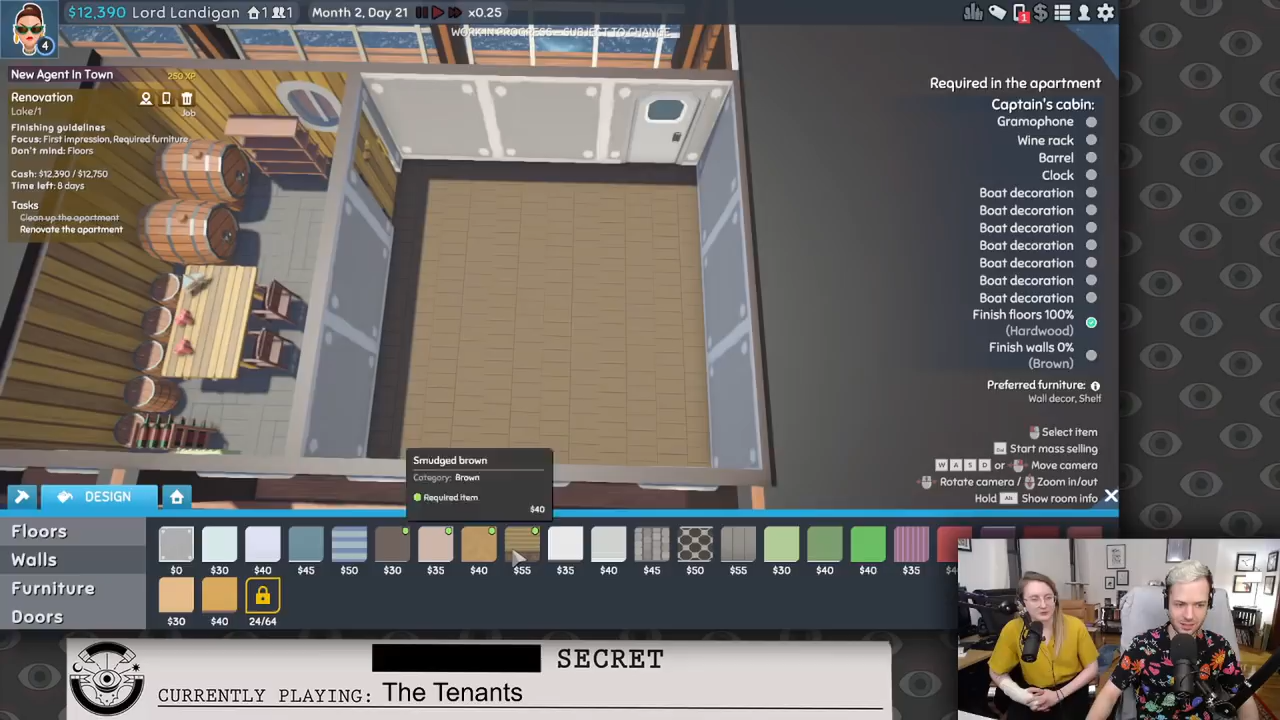 $12,390 Lord Landigan 1 1 Month 2, Day 21 x0.25
WORK IN PROGRESS - SUBJECT TO CHANGE
4
New Agent In Town 250 XP
Renovation
Lake/1
Job
Finishing guidelines
Focus: First impression, Required furniture
Don't mind: Floors
Cash: $12,390 / $12,750
Time left: 8 days
Tasks
Clean up the apartment
Renovate the apartment
1
Required in the apartment
Captain's cabin:
Gramophone
Wine rack
Barrel
Clock
Boat decoration
Boat decoration
Boat decoration
Boat decoration
Boat decoration
Boat decoration
Boat decoration
Finish floors 100%
(Hardwood)
Finish walls 0%
(Brown)
Preferred furniture:
Wall decor, Shelf
Select item
Start mass selling
W A S D or Move camera
Rotate camera / Zoom in/out
Hold Alt Show room info
Smudged brown
Category: Brown
Required item
$40
DESIGN
Floors
Walls
Furniture
Doors
$0 $30 $40 $45 $50 $30 $35 $40 $55 $35 $40 $45 $50 $55 $30 $40 $40 $35
$30 $40 24/64
SECRET
CURRENTLY PLAYING: The Tenants